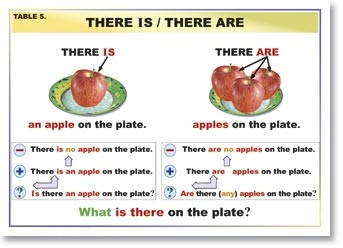 TABLE 5.
THERE IS / THERE ARE
THERE IS
THERE ARE
an apple on the plate.
apples on the plate.
There is no apple on the plate.
There is an apple on the plate.
Is there an apple on the plate?
There are no apples on the plate.
There are apples on the plate.
Are there (any) apples on the plate?
What is there on the plate?